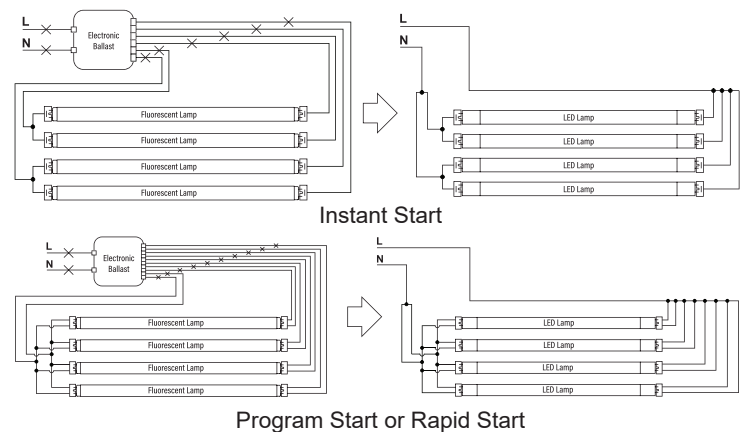 L
N
Electronic
Ballast
Fluorescent Lamp
Fluorescent Lamp
Fluorescent Lamp
Fluorescent Lamp
L
N
LED Lamp
LED Lamp
LED Lamp
LED Lamp
Instant Start
L
N
Electronic
Ballast
Fluorescent Lamp
Fluorescent Lamp
Fluorescent Lamp
Fluorescent Lamp
L
N
LED Lamp
LED Lamp
LED Lamp
LED Lamp
Program Start or Rapid Start